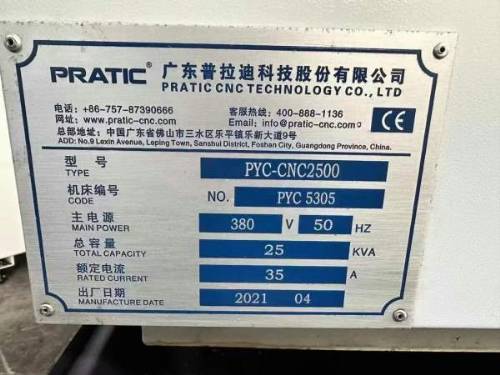 PRATIC® 广东普拉迪科技股份有限公司
PRATIC CNC TECHNOLOGY CO., LTD.
电话: +86-757-87390666 客服热线: 400-888-1136
网址: www.pratic-cnc.com Email: info@pratic-cnc.com
总部地址: 中国广东省佛山市三水区乐平镇乐新大道9号
ADD: No.9 Lexin Avenue, Leping Town, Sanshui District, Foshan City, Guangdong Province, China.
CE
型号 PYC-CNC2500
TYPE
机床编号 NO. PYC 5305
CODE
主电源 380 V 50 HZ
MAIN POWER
总容量 25 KVA
TOTAL CAPACITY
额定电流 35 A
RATED CURRENT
出厂日期 2021 04
MANUFACTURE DATE